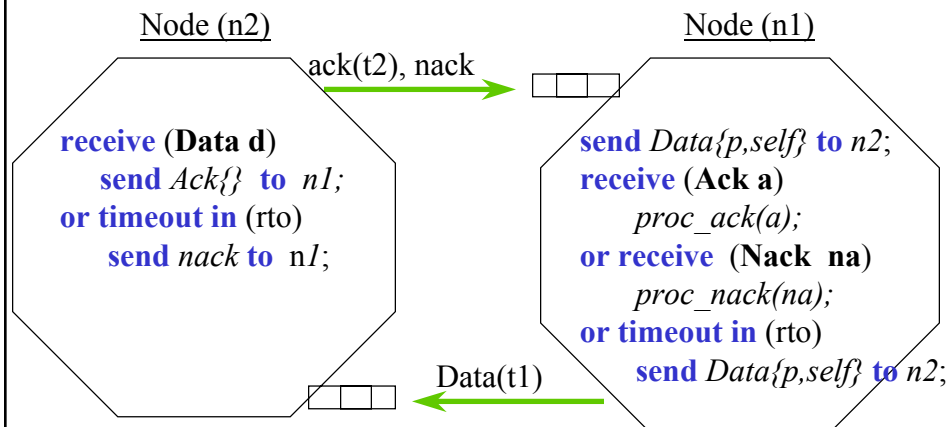 Node (n2)
Node (n1)
ack(t2), nack
receive (Data d)
send Ack{} to n1;
or timeout in (rto)
send nack to n1;
send Data{p,self} to n2;
receive (Ack a)
proc_ack(a);
or receive (Nack na)
proc_nack(na);
or timeout in (rto)
send Data{p,self} to n2;
Data(t1)